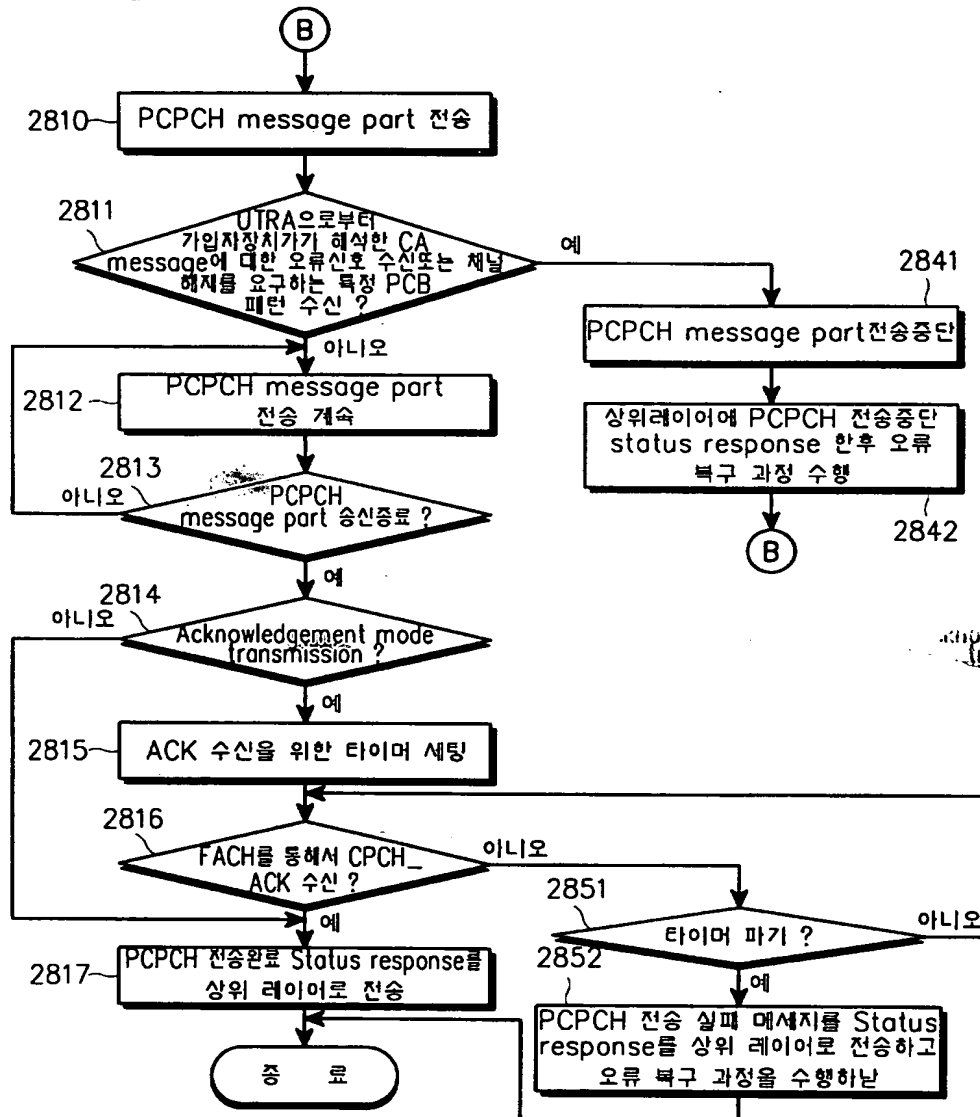 B
2810
PCPCH message part 전송
2811
UTRA으로부터
가입자장치가가 해석한 CA
message에 대한 오류신호 수신또는 채널
해재를 요구하는 특정 PCB
패턴 수신 ?
예
아니오
2841
PCPCH message part전송중단
2812
PCPCH message part
전송 계속
상위레이어에 PCPCH 전송중단
status response 한후 오류
복구 과정 수행
2842
B
2813
아니오
PCPCH
message part 송신종료 ?
예
2814
아니오
Acknowledgement mode
transmission ?
예
2815
ACK 수신을 위한 타이머 세팅
2816
FACH를 통해서 CPCH_
ACK 수신 ?
아니오
예
2851
타이머 파기 ?
아니오
예
2817
PCPCH 전송완료 Status response를
상위 레이어로 전송
2852
PCPCH 전송 실패 메세지를 Status
response를 상위 레이어로 전송하고
오류 복구 과정을 수행하낟
종 료